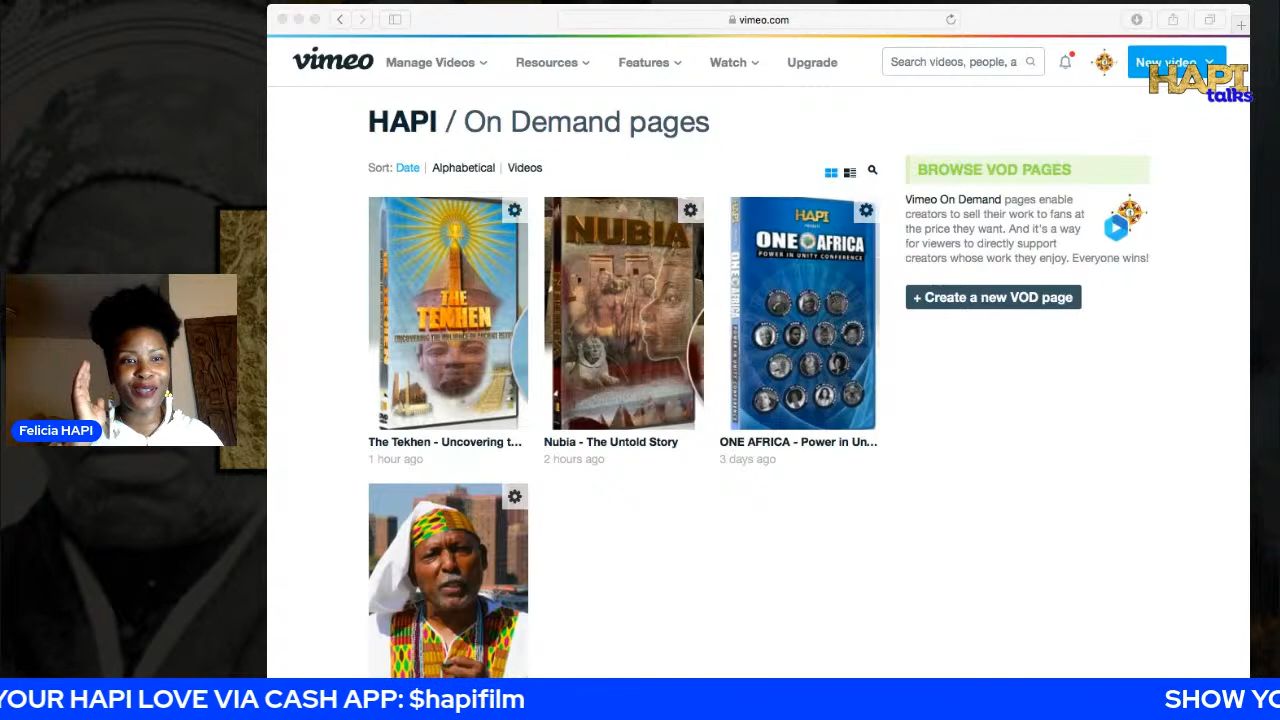 vimeo.com
vimeo Manage Videos Resources Features Watch Upgrade Search videos, people, a New video
HAPI
talks
HAPI / On Demand pages
Sort: Date | Alphabetical | Videos
BROWSE VOD PAGES
Vimeo On Demand pages enable
creators to sell their work to fans at
the price they want. And it's a way
for viewers to directly support
creators whose work they enjoy. Everyone wins!
+ Create a new VOD page
THE
TEKHEN
NUBIA
HAPI
ONE AFRICA
POWER IN UNITY CONFERENCE
The Tekhen - Uncovering t...
1 hour ago
Nubia - The Untold Story
2 hours ago
ONE AFRICA - Power in Un...
3 days ago
Felicia HAPI
YOUR HAPI LOVE VIA CASH APP: $hapifilm
SHOW YO